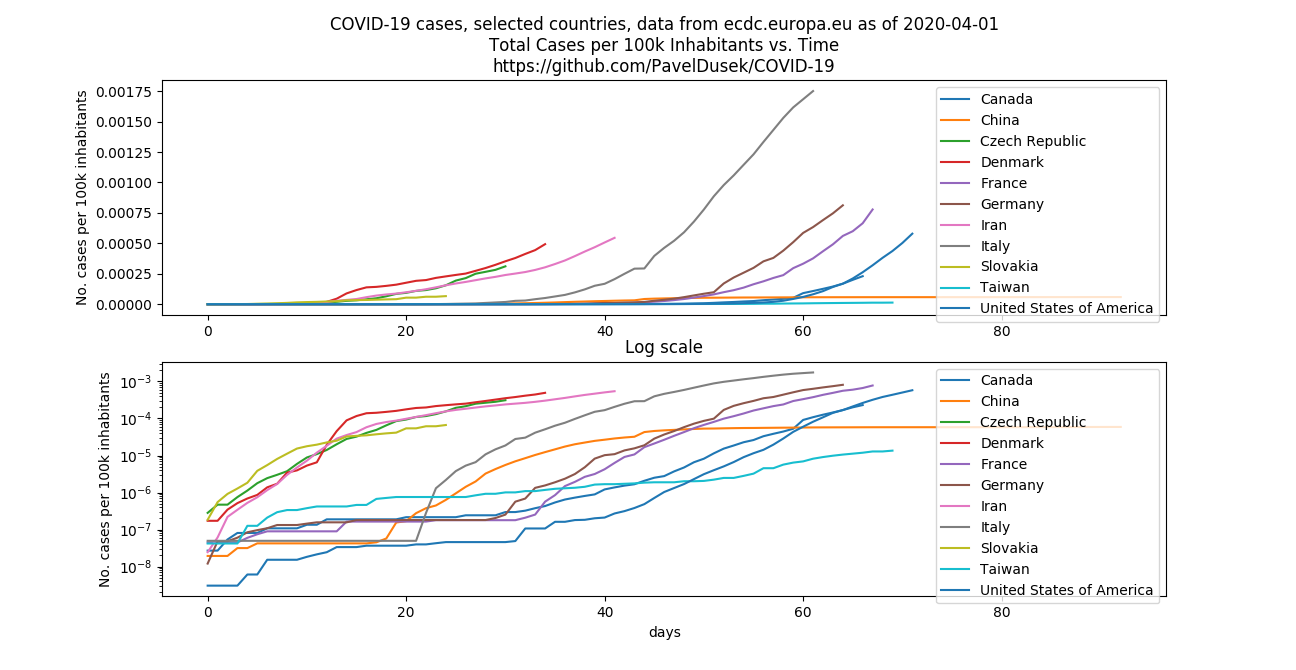 COVID-19 cases, selected countries, data from ecdc.europa.eu as of 2020-04-01
Total Cases per 100k Inhabitants vs. Time
https://github.com/PavelDusek/COVID-19
No. cases per 100k inhabitants
0.00175
0.00150
0.00125
0.00100
0.00075
0.00050
0.00025
0.00000
0 20 40 60 80
Canada
China
Czech Republic
Denmark
France
Germany
Iran
Italy
Slovakia
Taiwan
United States of America
Log scale
No. cases per 100k inhabitants
10⁻³
10⁻⁴
10⁻⁵
10⁻⁶
10⁻⁷
10⁻⁸
0 20 40 60 80
days
Canada
China
Czech Republic
Denmark
France
Germany
Iran
Italy
Slovakia
Taiwan
United States of America